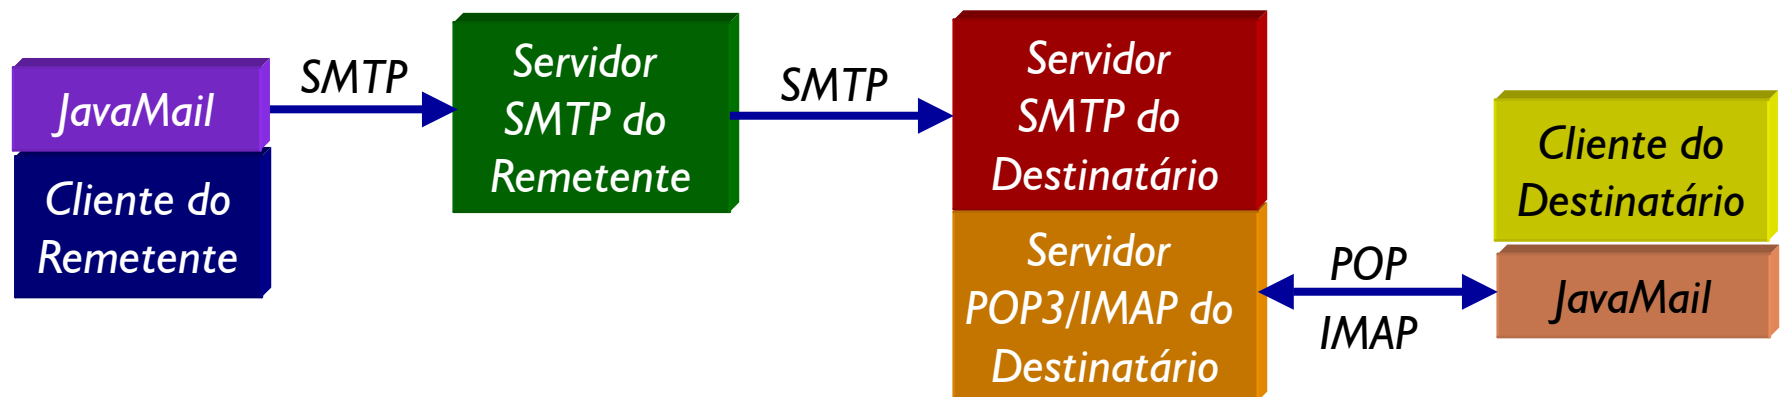 JavaMail
Cliente do
Remetente
SMTP
Servidor
SMTP do
Remetente
SMTP
Servidor
SMTP do
Destinatário
Servidor
POP3/IMAP do
Destinatário
POP
IMAP
Cliente do
Destinatário
JavaMail